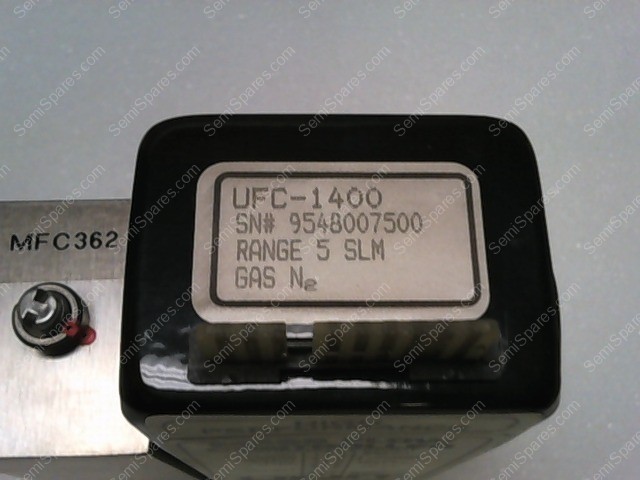 UFC-1400
SN# 9548007500
RANGE 5 SLM
GAS N₂
MFC362
SemiSpares.com